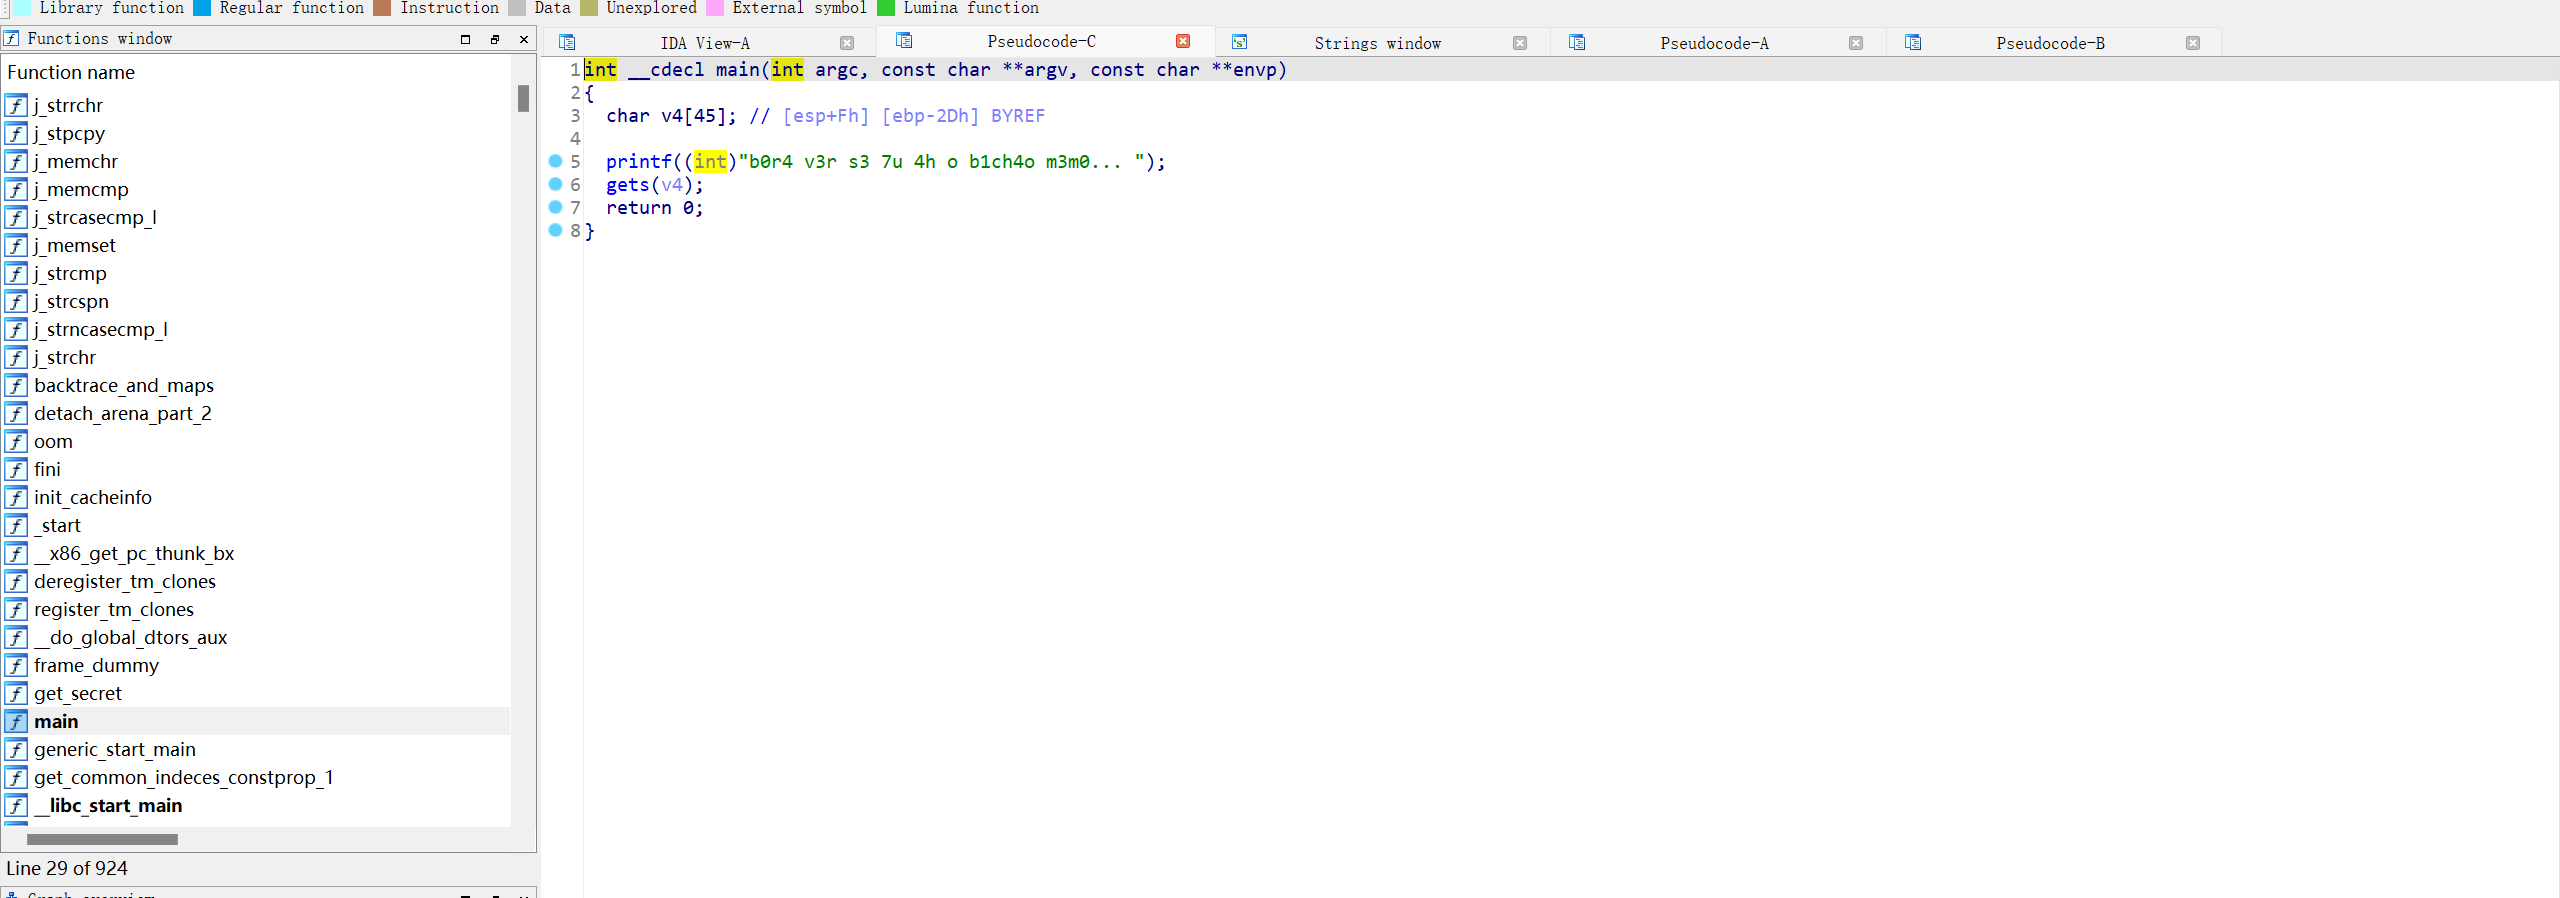 Library function Regular function Instruction Data Unexplored External symbol Lumina function
Functions window
IDA View-A Pseudocode-C Strings window Pseudocode-A Pseudocode-B
Function name
j_strrchr
j_stpcpy
j_memchr
j_memcmp
j_strcasecmp_l
j_memset
j_strcmp
j_strcspn
j_strncasecmp_l
j_strchr
backtrace_and_maps
detach_arena_part_2
oom
fini
init_cacheinfo
_start
__x86_get_pc_thunk_bx
deregister_tm_clones
register_tm_clones
__do_global_dtors_aux
frame_dummy
get_secret
main
generic_start_main
get_common_indeces_constprop_1
__libc_start_main
Line 29 of 924
1 int __cdecl main(int argc, const char **argv, const char **envp)
2 {
3 char v4[45]; // [esp+Fh] [ebp-2Dh] BYREF
4
5 printf((int)"b0r4 v3r s3 7u 4h o b1ch4o m3m0... ");
6 gets(v4);
7 return 0;
8 }